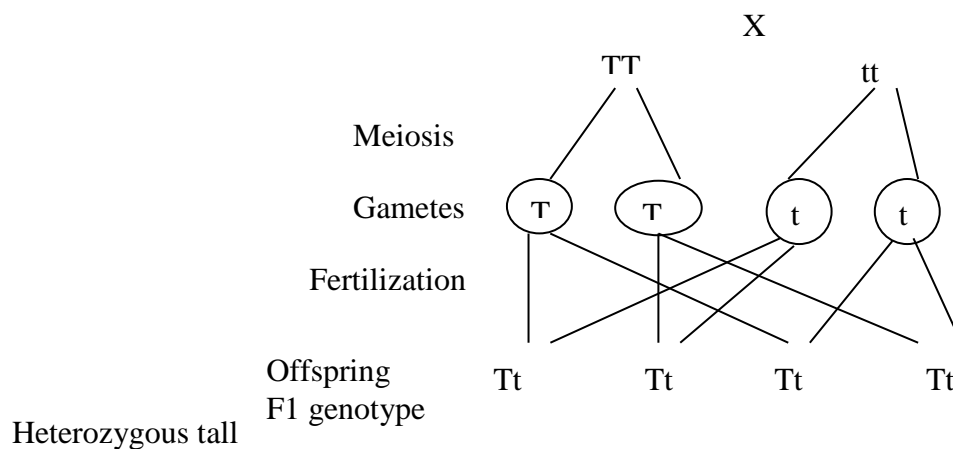 X
TT tt
Meiosis
Gametes T T t t
Fertilization
Offspring Tt Tt Tt Tt
F1 genotype
Heterozygous tall